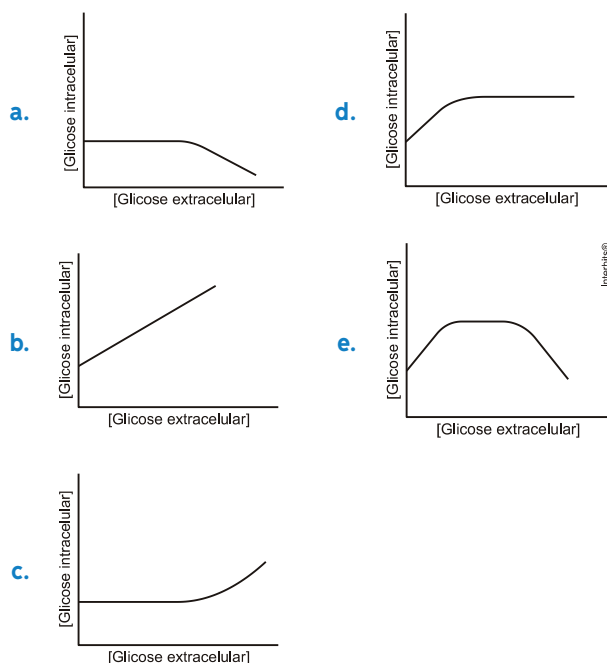 a.
[Glicose intracelular]
[Glicose extracelular]
b.
[Glicose intracelular]
[Glicose extracelular]
c.
[Glicose intracelular]
[Glicose extracelular]
d.
[Glicose intracelular]
[Glicose extracelular]
e.
[Glicose intracelular]
[Glicose extracelular]
Interbits®